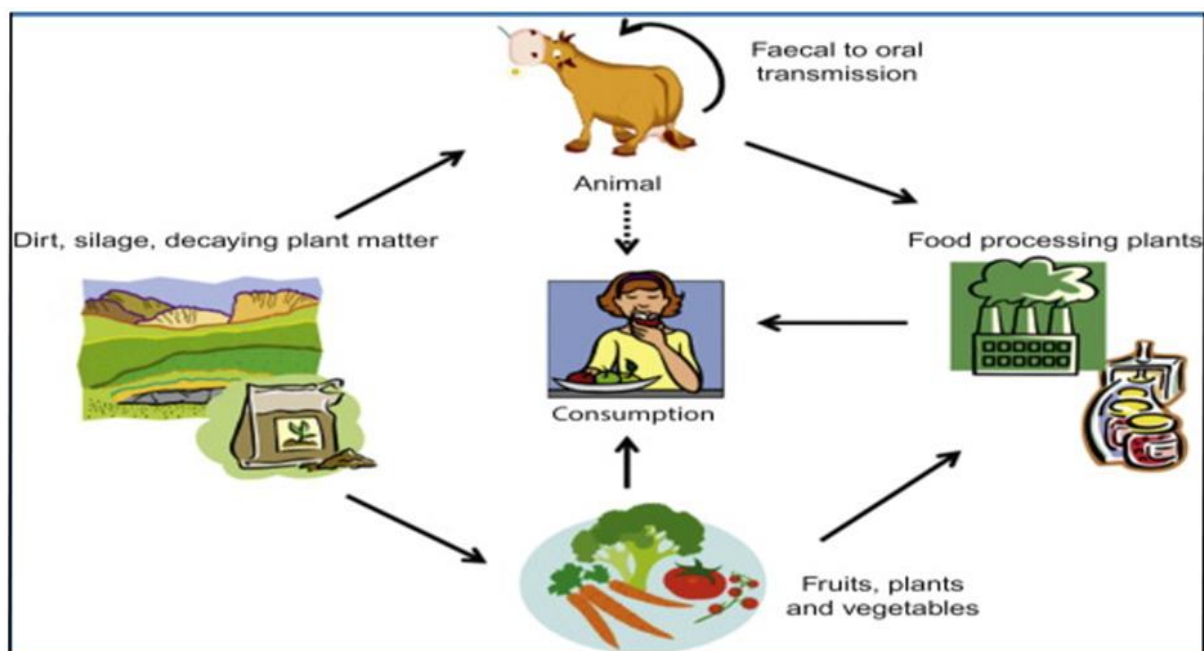 Faecal to oral
transmission
Animal
Dirt, silage, decaying plant matter
Food processing plants
Consumption
Fruits, plants
and vegetables